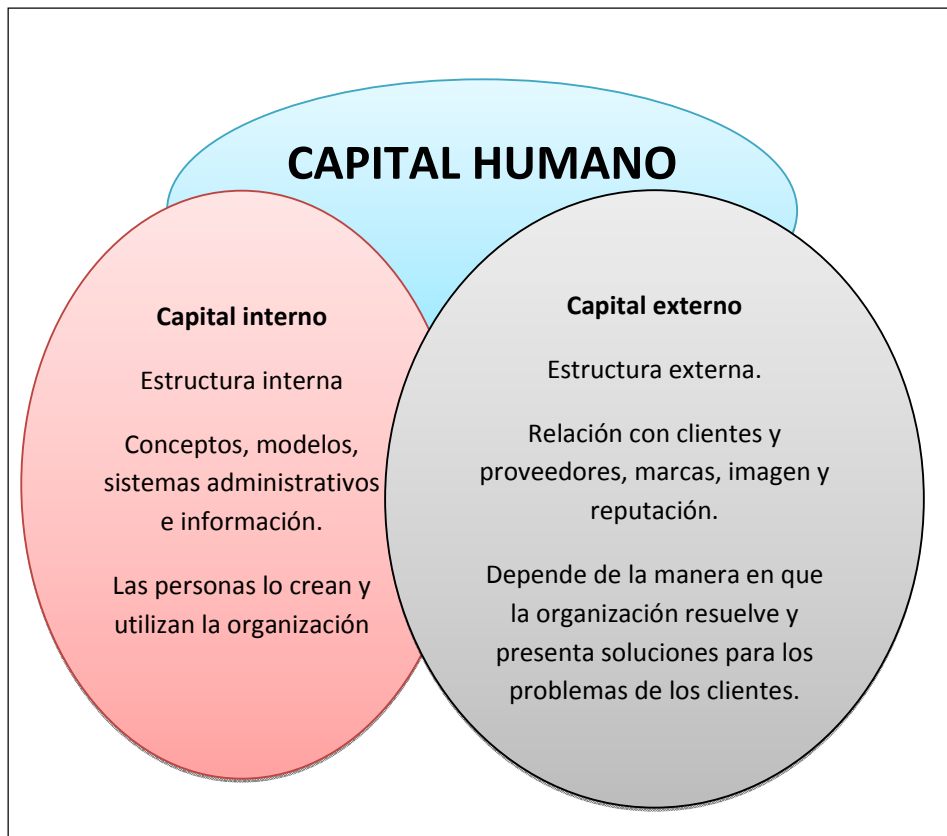 CAPITAL HUMANO
Capital interno
Estructura interna
Conceptos, modelos,
sistemas administrativos
e información.
Las personas lo crean y
utilizan la organización
Capital externo
Estructura externa.
Relación con clientes y
proveedores, marcas, imagen y
reputación.
Depende de la manera en que
la organización resuelve y
presenta soluciones para los
problemas de los clientes.